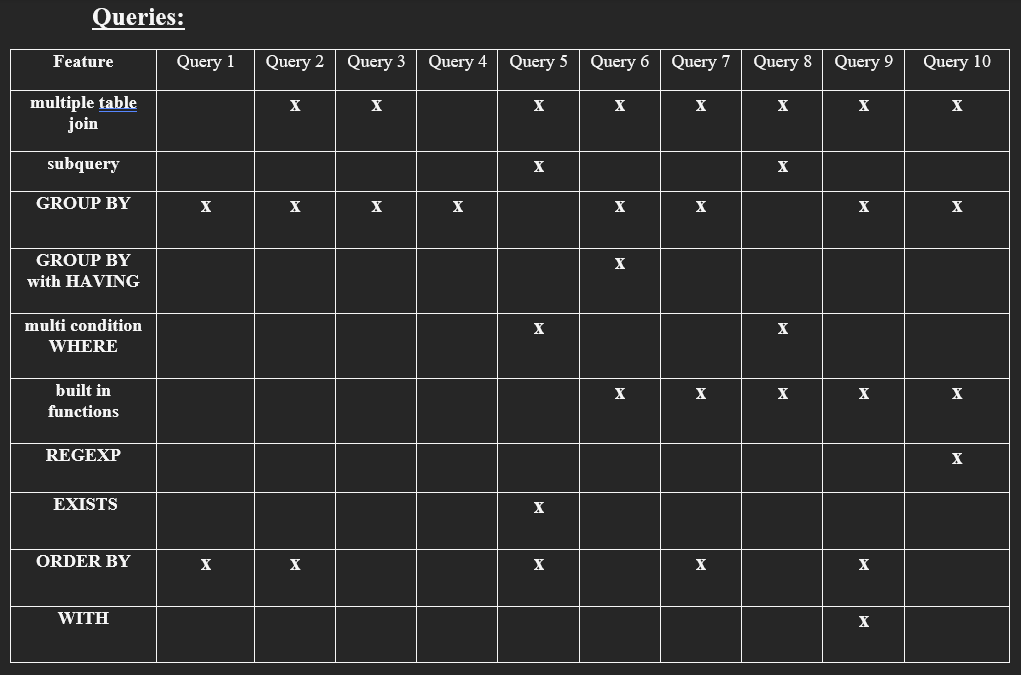 Queries:
Feature Query 1 Query 2 Query 3 Query 4 Query 5 Query 6 Query 7 Query 8 Query 9 Query 10
multiple table
join x x x x x x x x
subquery x x
GROUP BY x x x x x x x x
GROUP BY
with HAVING x
multi condition
WHERE x x
built in
functions x x x x x
REGEXP x
EXISTS x
ORDER BY x x x x x
WITH x